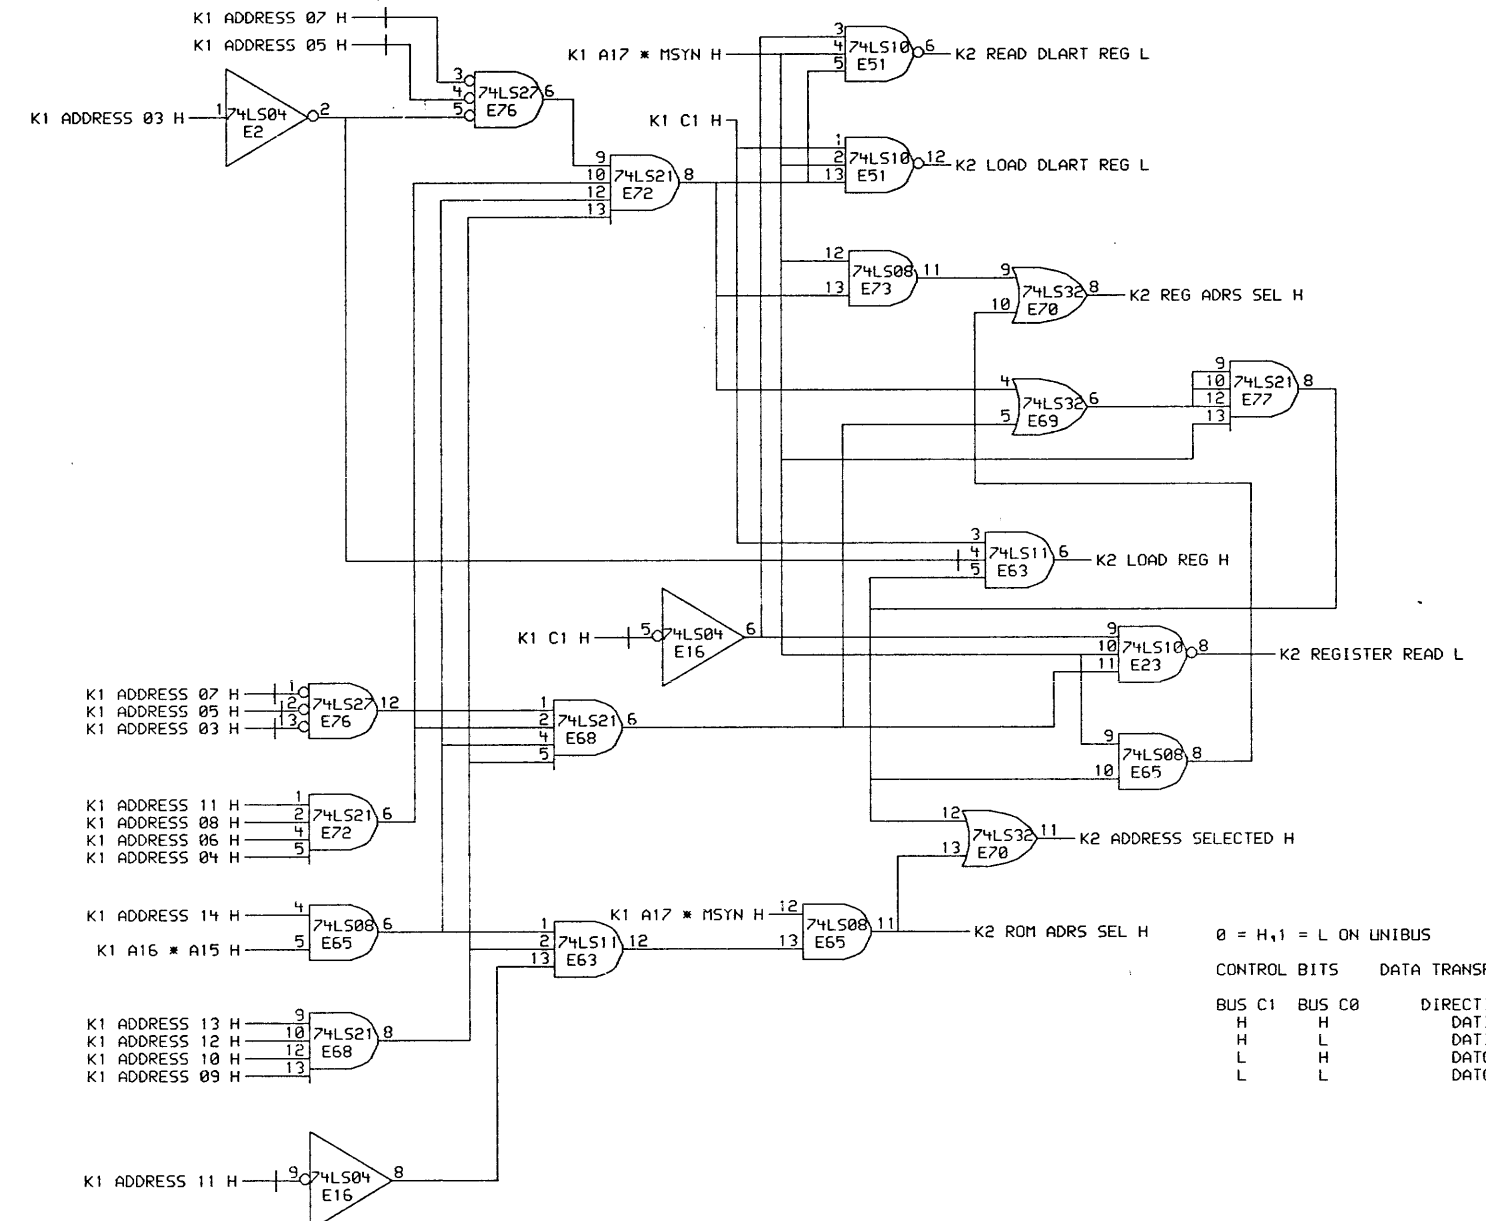 K1 ADDRESS 07 H
K1 ADDRESS 05 H
K1 ADDRESS 03 H
1
74LS04
E2
2
3
4
5
74LS27
E76
6
9
10
12
13
74LS21
E72
8
K1 A17 * MSYN H
3
4
5
74LS10
E51
6
K2 READ DLART REG L
K1 C1 H
1
2
13
74LS10
E51
12
K2 LOAD DLART REG L
12
13
74LS08
E73
11
9
10
74LS32
E70
8
K2 REG ADRS SEL H
4
5
74LS32
E69
6
9
10
12
13
74LS21
E77
8
3
4
5
74LS11
E63
6
K2 LOAD REG H
K1 C1 H
5
74LS04
E16
6
9
10
11
74LS10
E23
8
K2 REGISTER READ L
K1 ADDRESS 07 H
K1 ADDRESS 05 H
K1 ADDRESS 03 H
1
2
13
74LS27
E76
12
1
2
4
5
74LS21
E68
6
9
10
74LS08
E65
8
K1 ADDRESS 11 H
K1 ADDRESS 08 H
K1 ADDRESS 06 H
K1 ADDRESS 04 H
1
2
4
5
74LS21
E72
6
12
13
74LS32
E70
11
K2 ADDRESS SELECTED H
K1 ADDRESS 14 H
K1 A16 * A15 H
4
5
74LS08
E65
6
1
2
13
74LS11
E63
12
K1 A17 * MSYN H
12
13
74LS08
E65
11
K2 ROM ADRS SEL H
K1 ADDRESS 13 H
K1 ADDRESS 12 H
K1 ADDRESS 10 H
K1 ADDRESS 09 H
9
10
12
13
74LS21
E68
8
K1 ADDRESS 11 H
9
74LS04
E16
8
0 = H,1 = L ON UNIBUS
CONTROL BITS DATA TRANSF
BUS C1 BUS C0 DIRECT
H H DAT
H L DAT
L H DAT
L L DAT